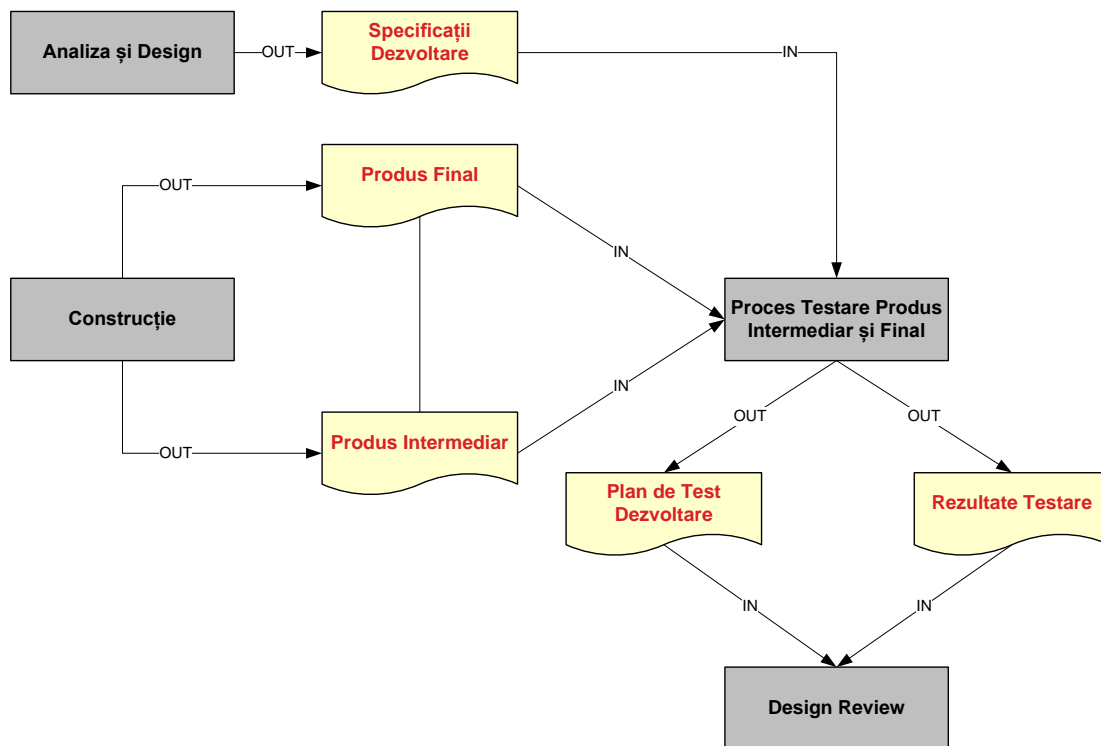 Analiza și Design
OUT
Specificații
Dezvoltare
IN
OUT
Produs Final
IN
Construcție
Proces Testare Produs
Intermediar și Final
OUT
Produs Intermediar
IN
OUT
OUT
Plan de Test
Dezvoltare
Rezultate Testare
IN
IN
Design Review